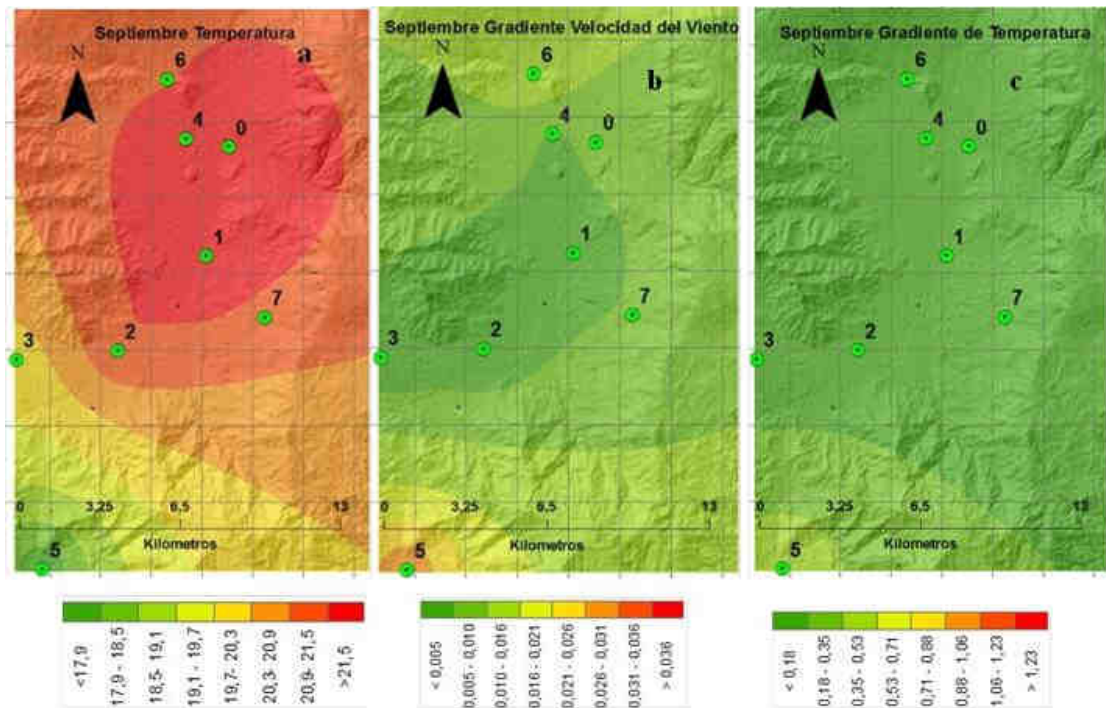 Septiembre Temperatura
a
N
6
4
0
1
7
2
3
5
0 3,25 6,5 13
Kilometros
<17,9
17,9 - 18,5
18,5- 19,1
19,1 - 19,7
19,7- 20,3
20,3- 20,9
20,9- 21,5
>21,5
Septiembre Gradiente Velocidad del Viento
b
N
6
4
0
1
7
2
3
5
0 3,25 6,5 13
Kilometros
< 0,005
0,005 - 0,010
0,010 - 0,016
0,016 - 0,021
0,021 - 0,026
0,026 - 0,031
0,031 - 0,036
> 0,036
Septiembre Gradiente de Temperatura
c
N
6
4
0
1
7
2
3
5
0 3,25 6,5 13
Kilometros
< 0,18
0,18 - 0,35
0,35 - 0,53
0,53 - 0,71
0,71 - 0,88
0,88 - 1,06
1,06 - 1,23
> 1,23